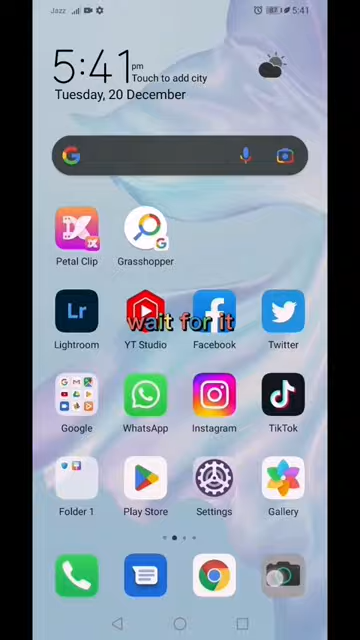 Jazz
87
5:41
5:41
pm
Touch to add city
Tuesday, 20 December
Petal Clip
Grasshopper
Lr
wait for it
Lightroom
YT Studio
Facebook
Twitter
Google
WhatsApp
Instagram
TikTok
Folder 1
Play Store
Settings
Gallery